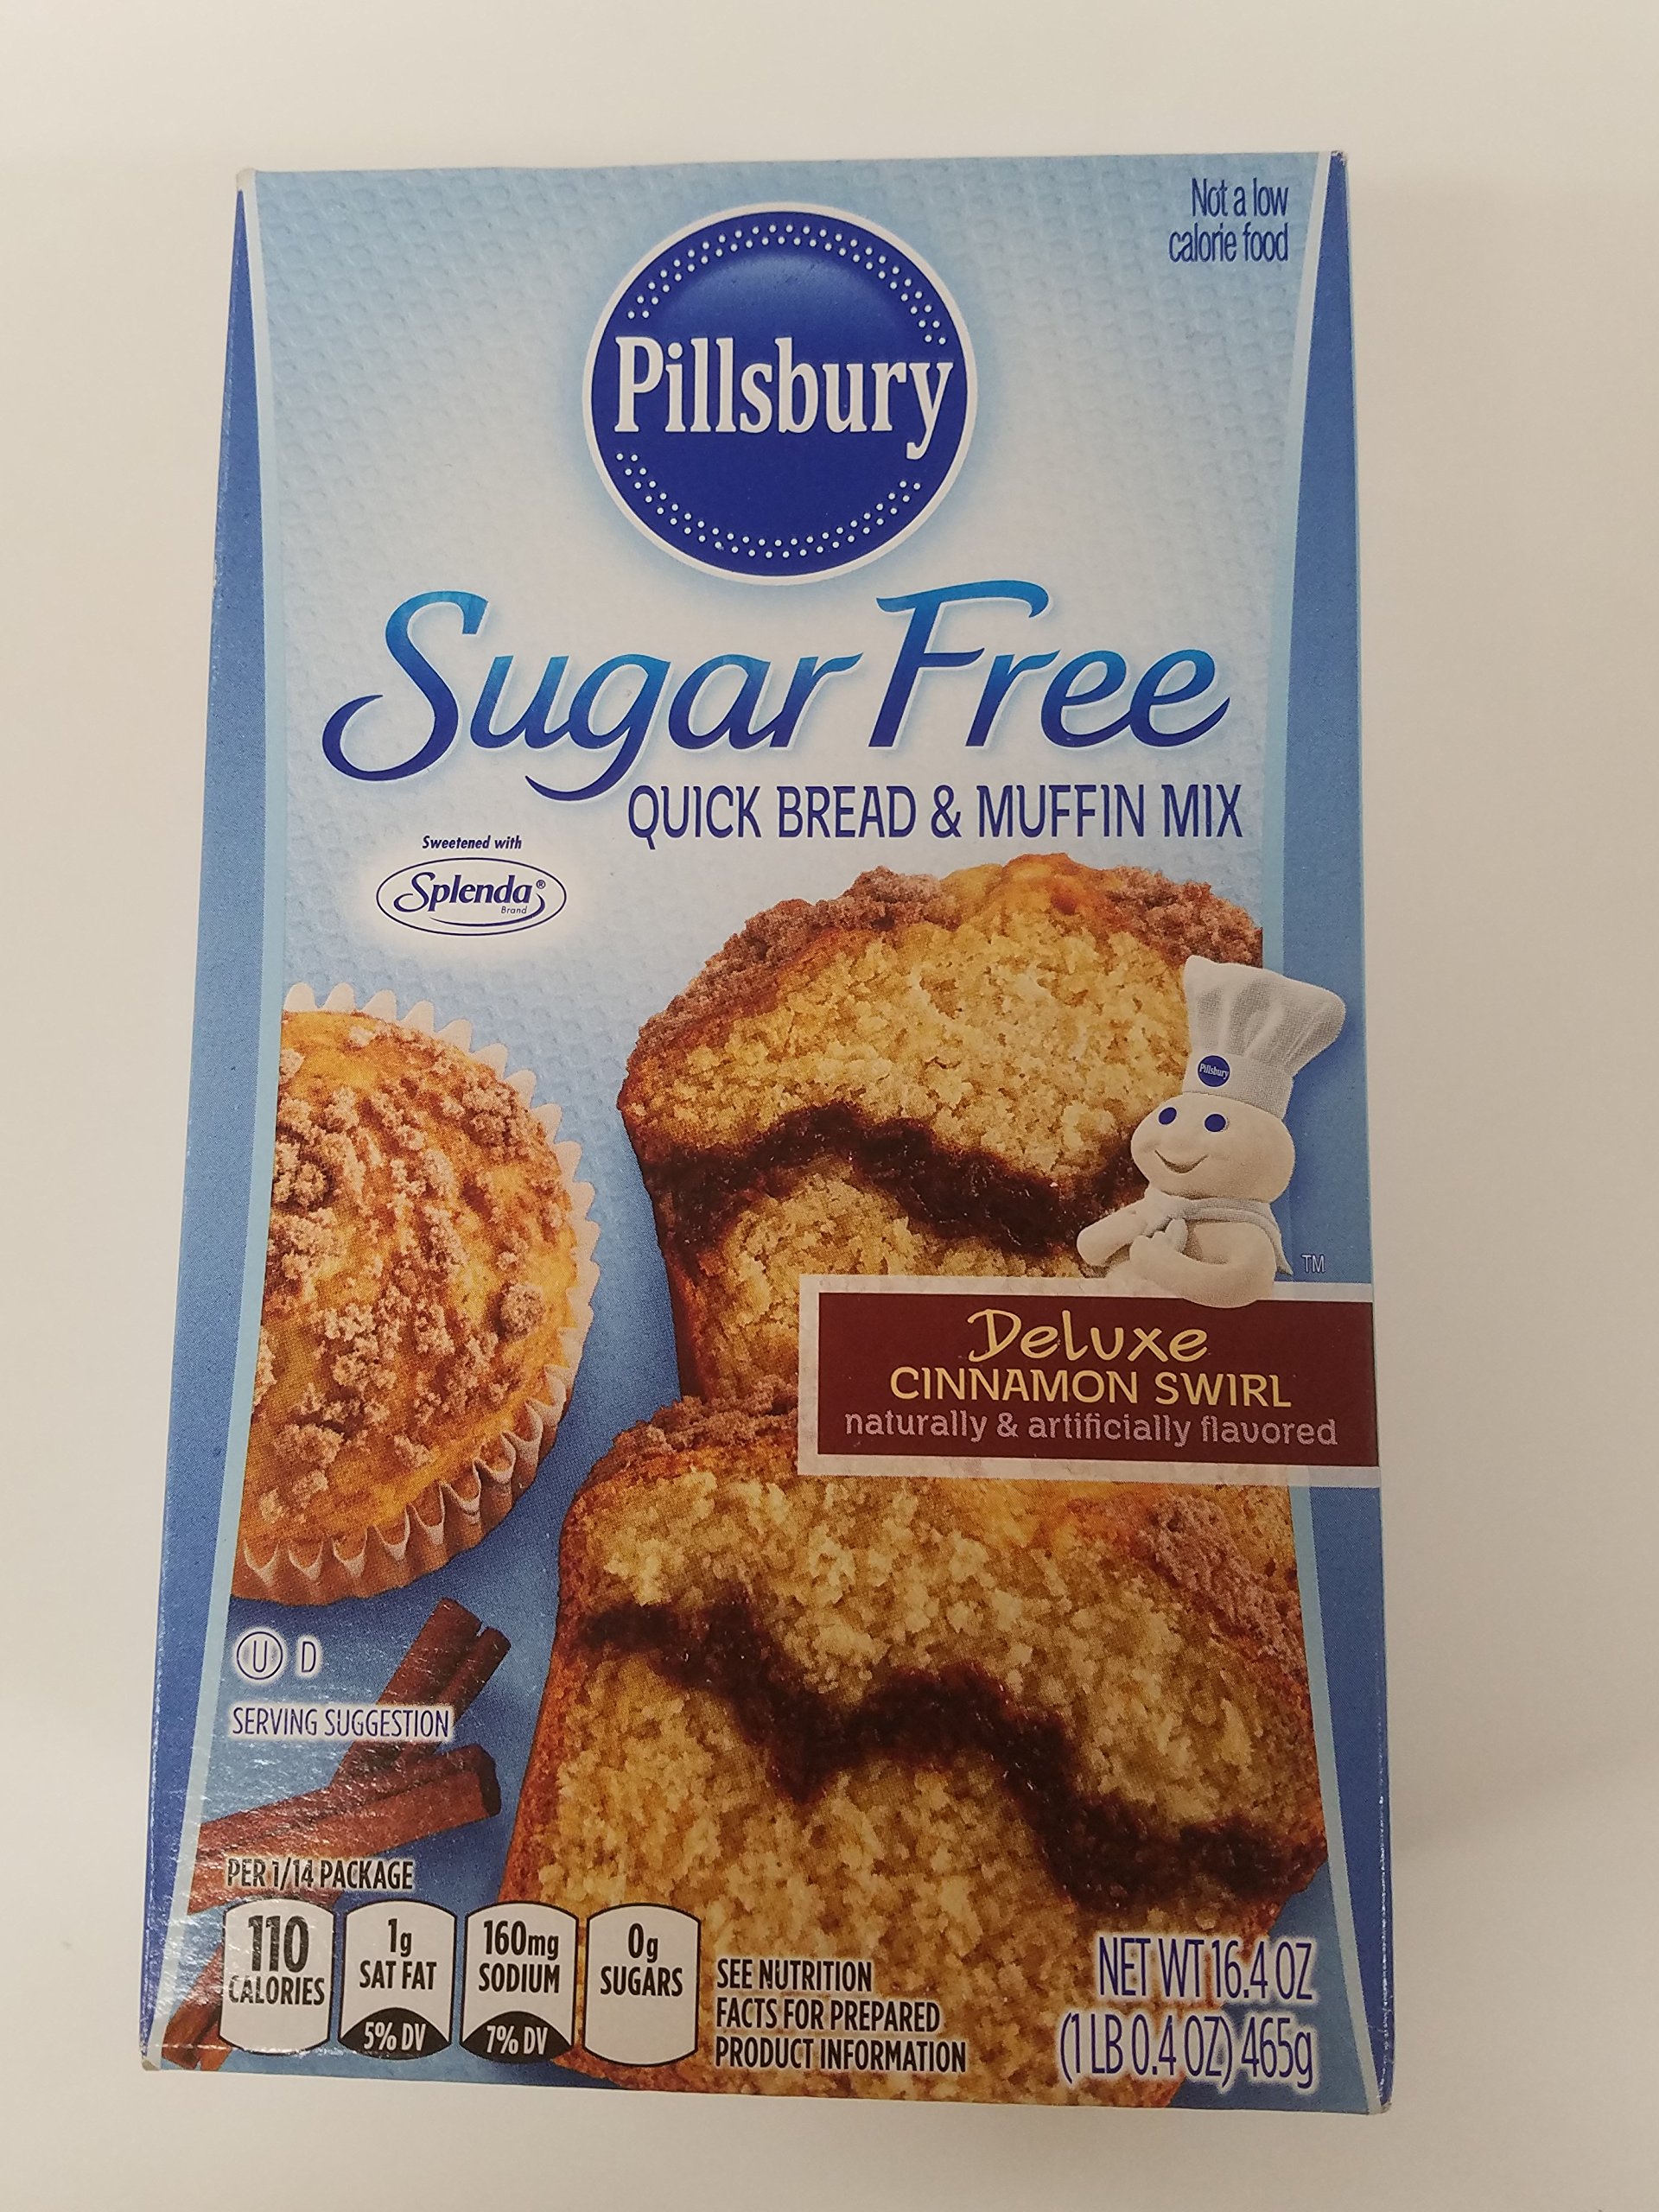 Not a low
calorie food
Pillsbury
Sugar Free
QUICK BREAD & MUFFIN MIX
Sweetened with
Splenda®
Brand
Pillsbury
TM
Deluxe
CINNAMON SWIRL
naturally & artificially flavored
U D
SERVING SUGGESTION
PER 1/14 PACKAGE
110
CALORIES
1g
SAT FAT
5% DV
160mg
SODIUM
7% DV
0g
SUGARS
SEE NUTRITION
FACTS FOR PREPARED
PRODUCT INFORMATION
NET WT 16.4 OZ
(1 LB 0.4 OZ) 465g